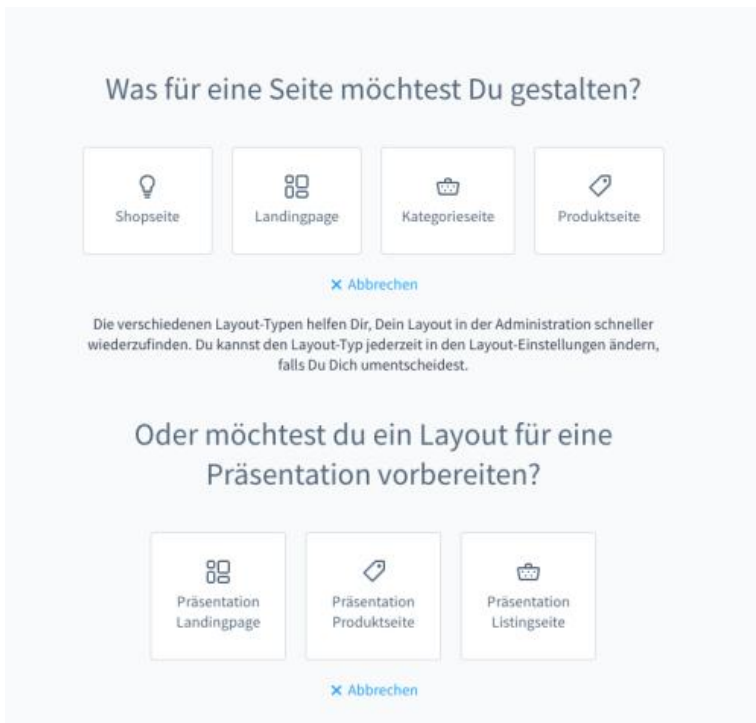 Was für eine Seite möchtest Du gestalten?
Shopseite
Landingpage
Kategorieseite
Produktseite
× Abbrechen
Die verschiedenen Layout-Typen helfen Dir, Dein Layout in der Administration schneller
wiederzufinden. Du kannst den Layout-Typ jederzeit in den Layout-Einstellungen ändern,
falls Du Dich umentscheidest.
Oder möchtest du ein Layout für eine
Präsentation vorbereiten?
Präsentation
Landingpage
Präsentation
Produktseite
Präsentation
Listingseite
× Abbrechen